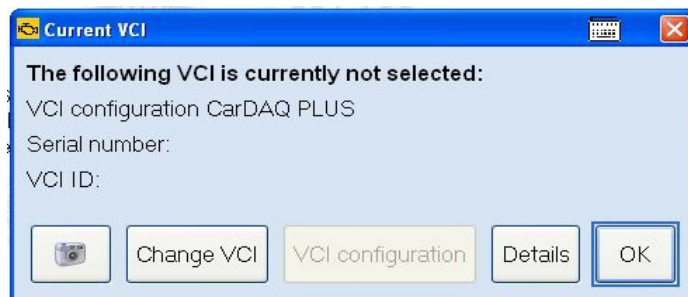 Current VCI
The following VCI is currently not selected:
VCI configuration CarDAQ PLUS
Serial number:
VCI ID:
Change VCI
VCI configuration
Details
OK